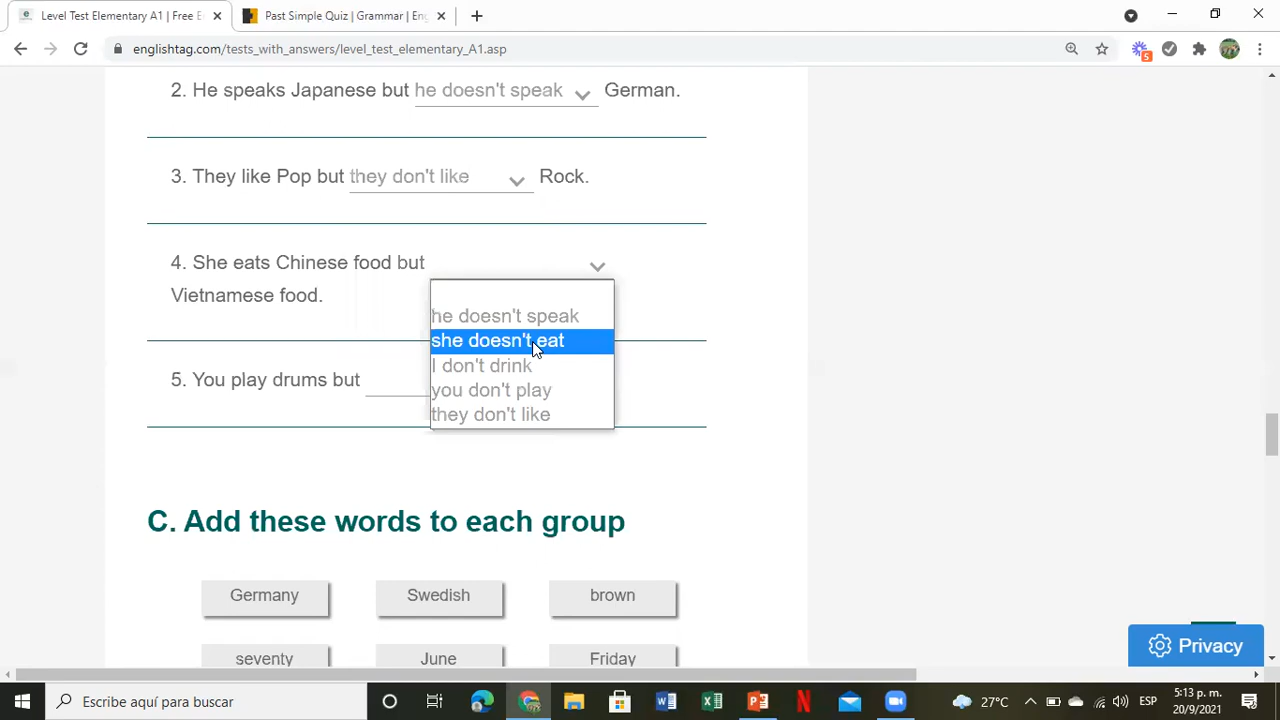 Level Test Elementary A1 | Free E
Past Simple Quiz | Grammar | Eng
englishtag.com/tests_with_answers/level_test_elementary_A1.asp
5
2. He speaks Japanese but he doesn't speak German.
3. They like Pop but they don't like Rock.
4. She eats Chinese food but
Vietnamese food.
he doesn't speak
she doesn't eat
I don't drink
you don't play
they don't like
5. You play drums but
C. Add these words to each group
Germany Swedish brown
seventy June Friday
Privacy
Escribe aquí para buscar
27°C
ESP
5:13 p. m.
20/9/2021